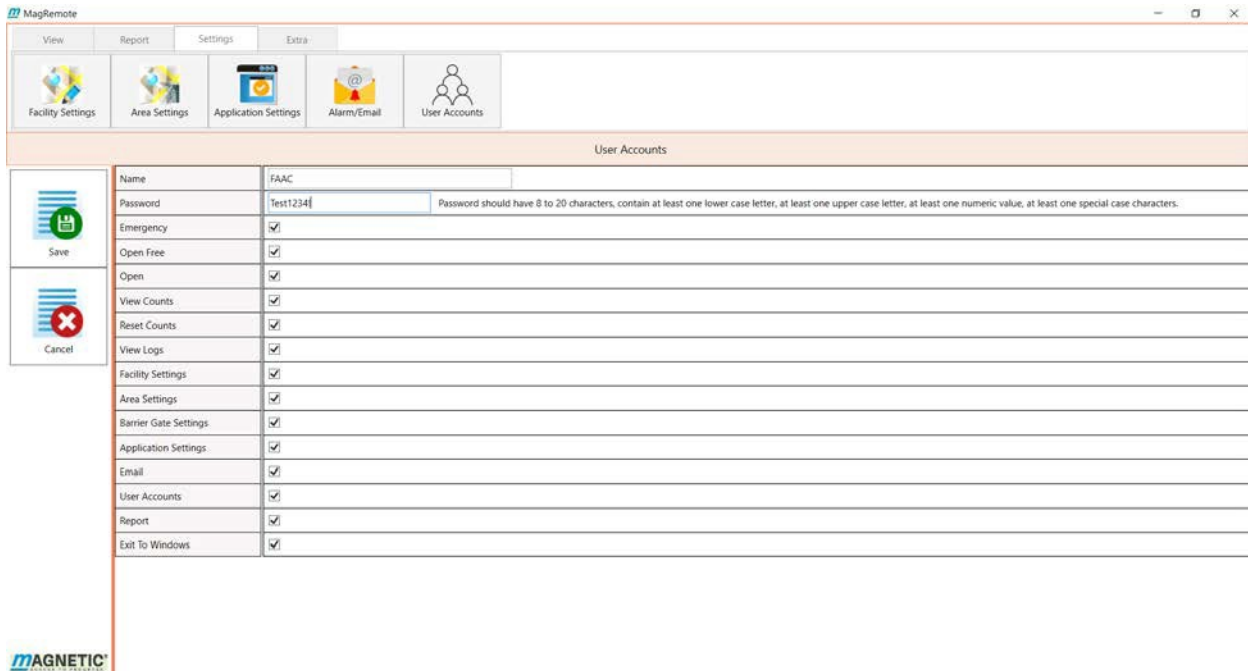 MagRemote
View Report Settings Extra
Facility Settings Area Settings Application Settings Alarm/Email User Accounts
User Accounts
Save
Cancel
Name FAAC
Password Test1234! Password should have 8 to 20 characters, contain at least one lower case letter, at least one upper case letter, at least one numeric value, at least one special case characters.
Emergency
Open Free
Open
View Counts
Reset Counts
View Logs
Facility Settings
Area Settings
Barrier Gate Settings
Application Settings
Email
User Accounts
Report
Exit To Windows
MAGNETIC
ACCESS TO PROGRESS